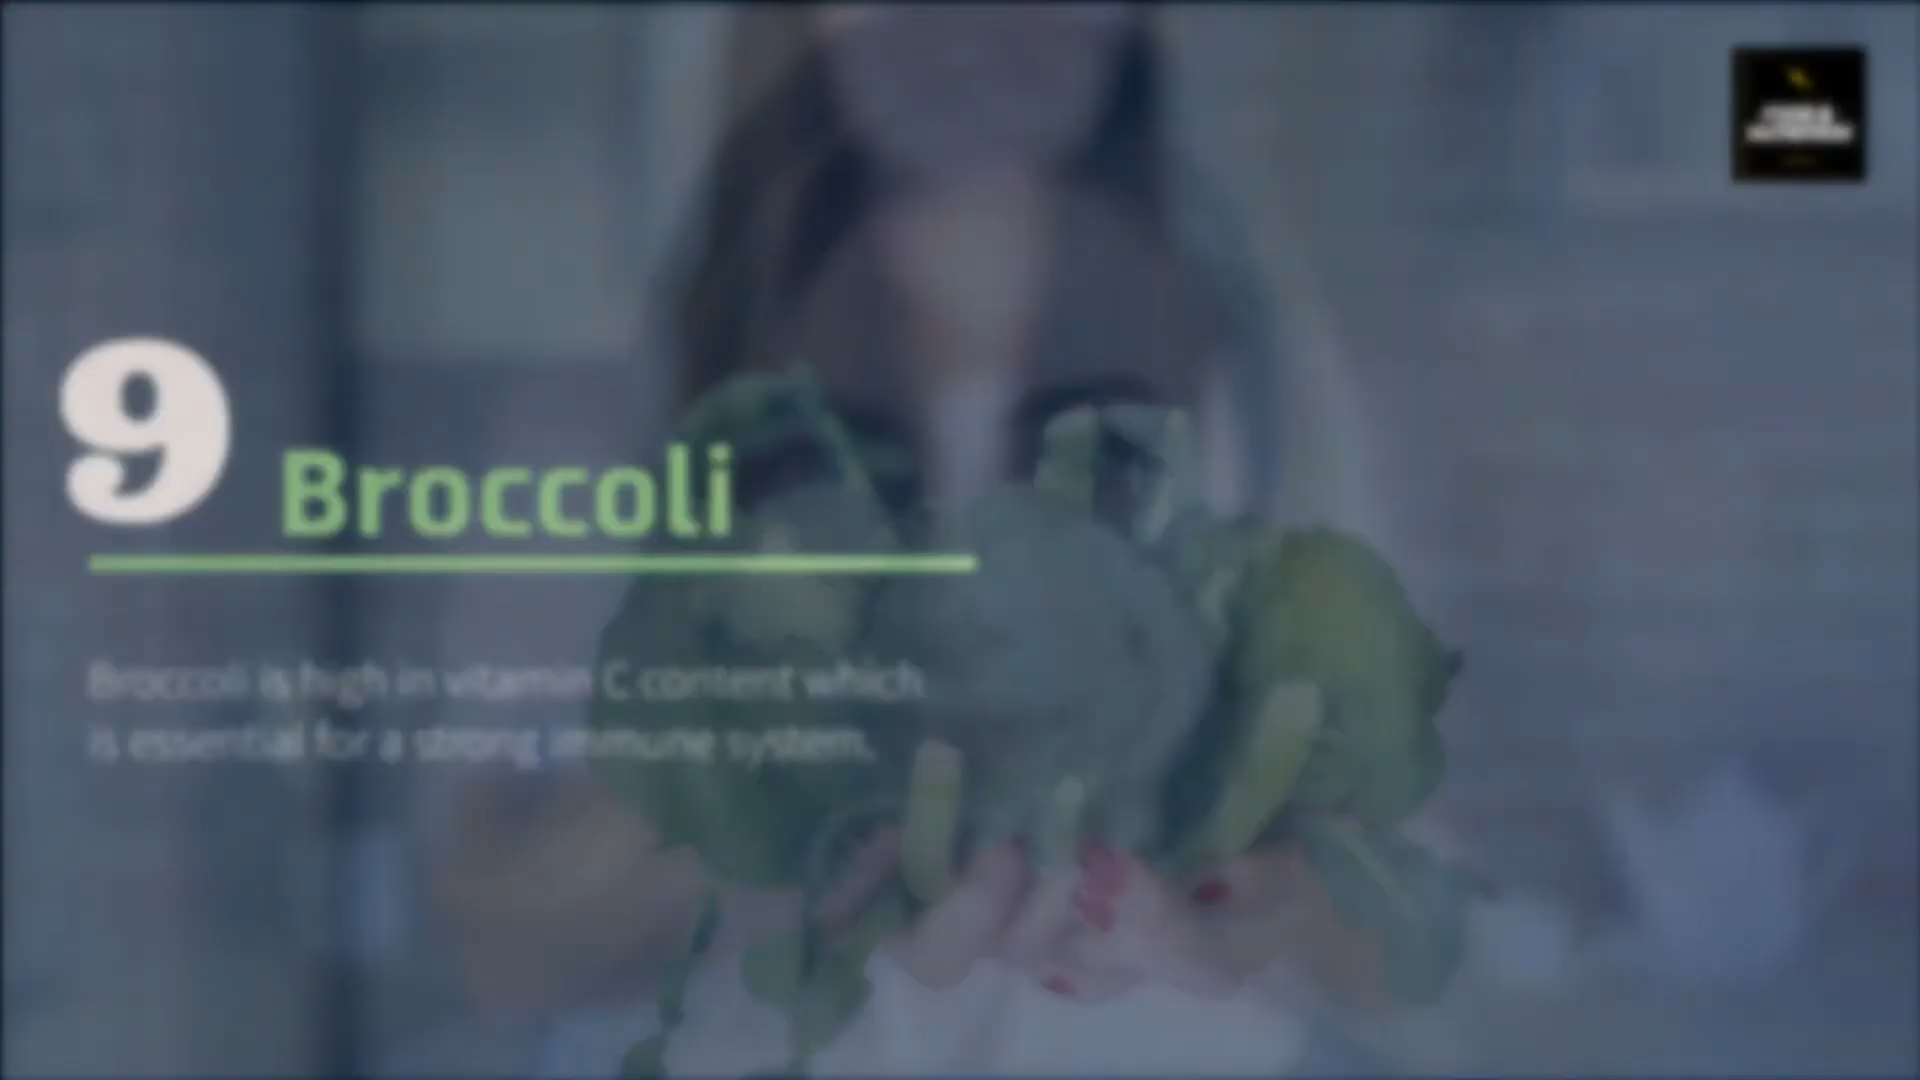 9 Broccoli
Broccoli is high in vitamin C content which
is essential for a strong immune system.